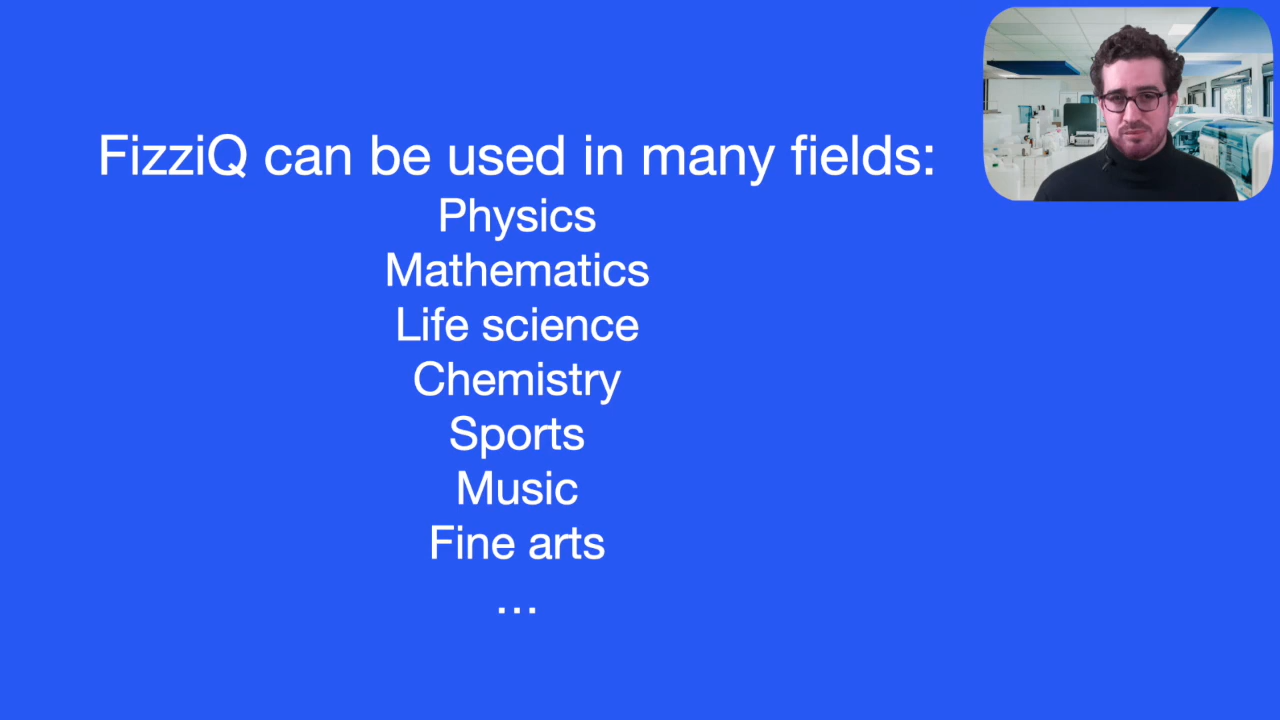 FizziQ can be used in many fields:
Physics
Mathematics
Life science
Chemistry
Sports
Music
Fine arts
...